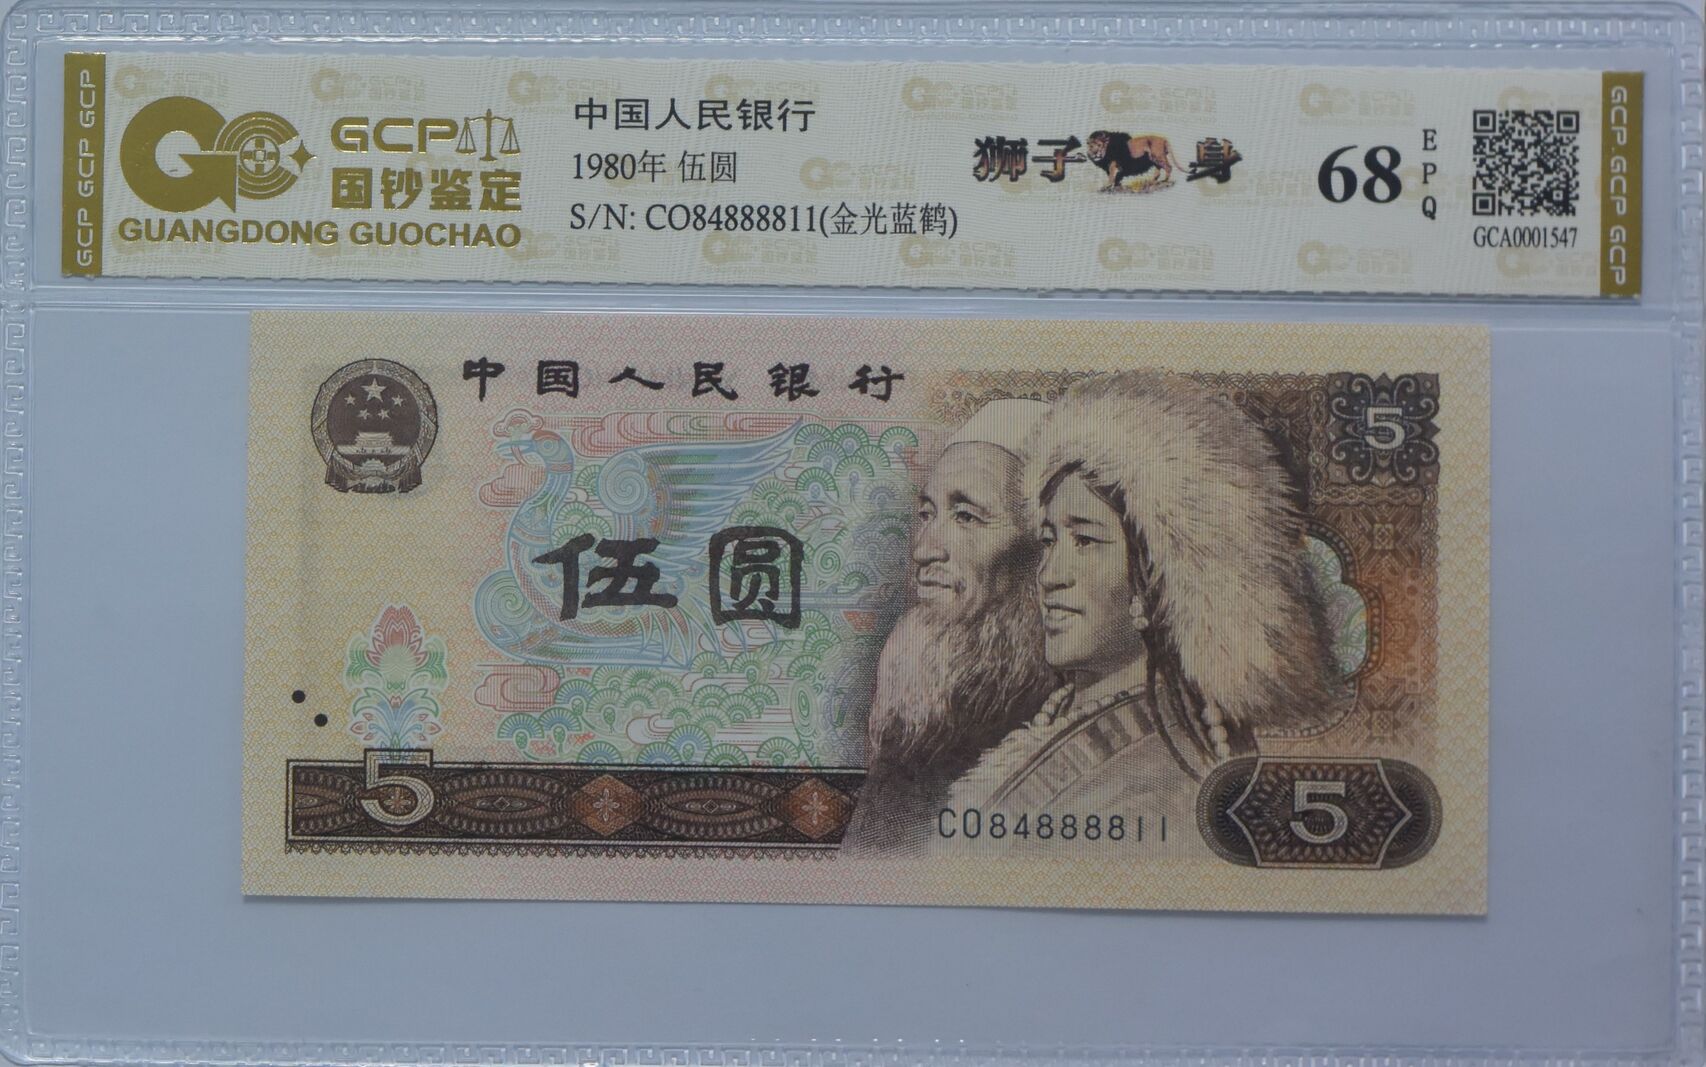 GCP
国钞鉴定
GUANGDONG GUOCHAO
GCP GCP GCP
中国人民银行
1980年 伍圆
S/N: CO84888811(金光蓝鹤)
狮子身
68
EPQ
GCA0001547
GCP.GCP GCP
中国人民银行
5
伍圆
5
CO84888811
5